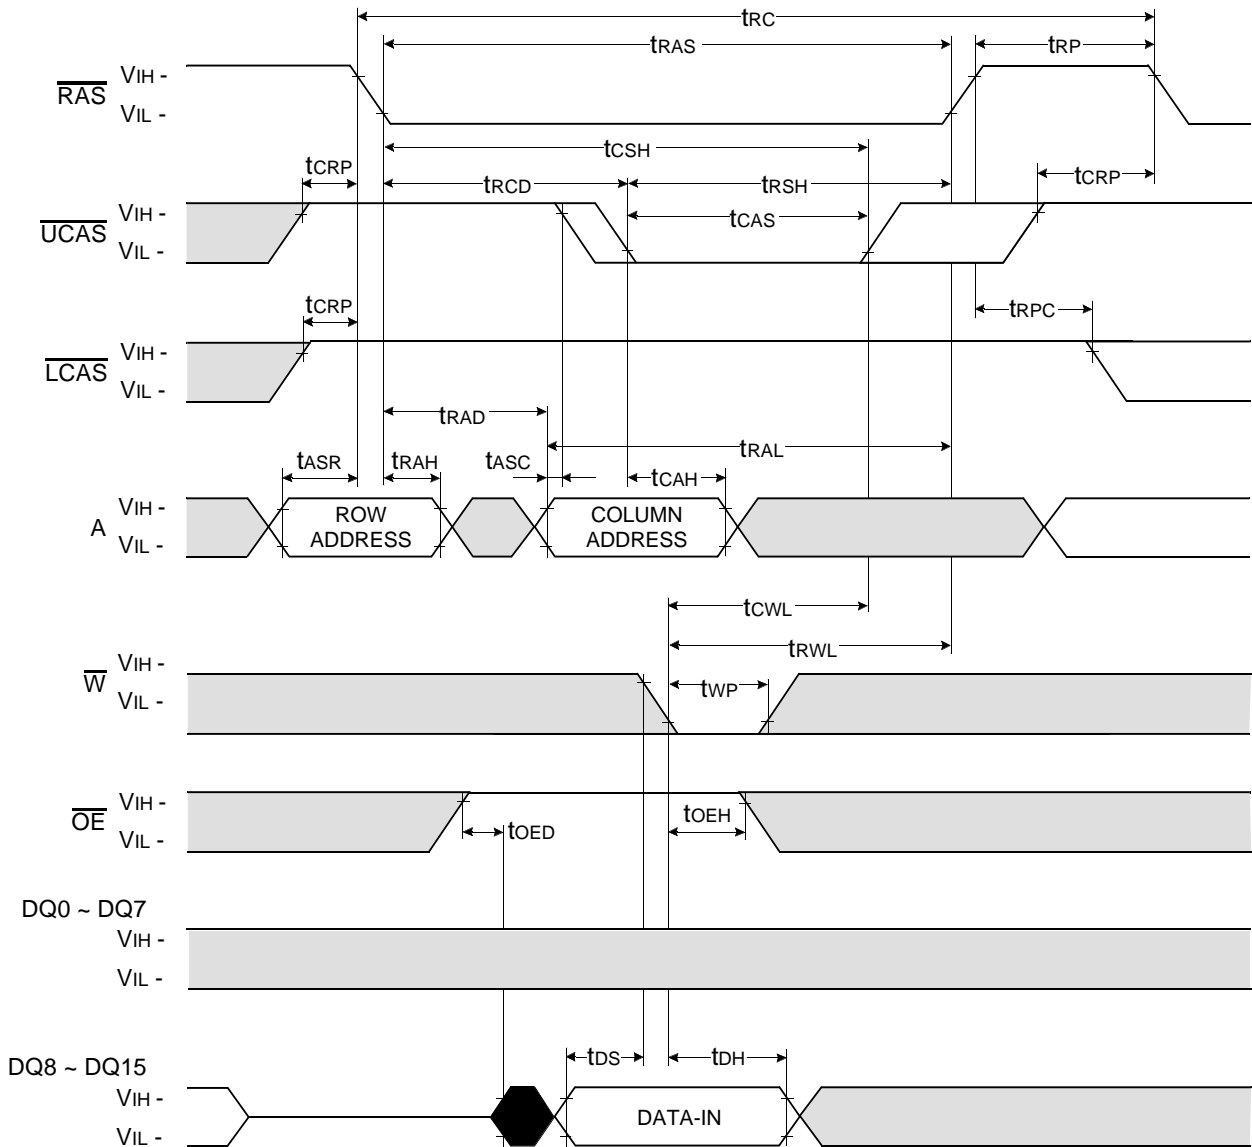 tRC
tRAS
tRP
RAS
VIH -
VIL -
tCSH
tCRP
tRCD
tRSH
tCRP
UCAS
VIH -
VIL -
tCAS
tCRP
tRPC
LCAS
VIH -
VIL -
tRAD
tRAL
tASR
tRAH
tASC
tCAH
A
VIH -
VIL -
ROW
ADDRESS
COLUMN
ADDRESS
tCWL
tRWL
W
VIH -
VIL -
tWP
OE
VIH -
VIL -
tOED
tOEH
DQ0 ~ DQ7
VIH -
VIL -
DQ8 ~ DQ15
VIH -
VIL -
tDS
tDH
DATA-IN